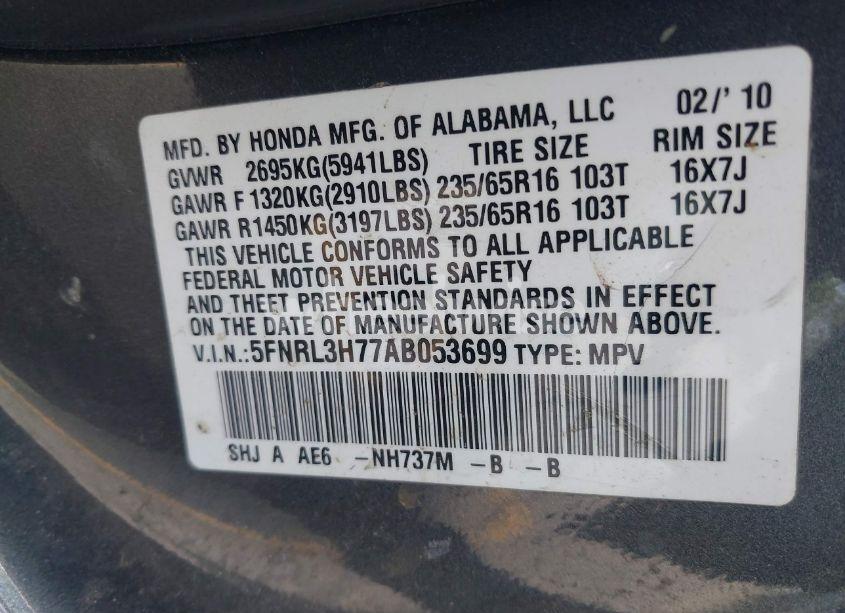 MFD. BY HONDA MFG. OF ALABAMA, LLC 02/' 10
GVWR 2695KG(5941LBS) TIRE SIZE RIM SIZE
GAWR F 1320KG(2910LBS) 235/65R16 103T 16X7J
GAWR R1450KG(3197LBS) 235/65R16 103T 16X7J
THIS VEHICLE CONFORMS TO ALL APPLICABLE
FEDERAL MOTOR VEHICLE SAFETY
AND THEFT PREVENTION STANDARDS IN EFFECT
ON THE DATE OF MANUFACTURE SHOWN ABOVE.
V.I.N.:5FNRL3H77AB053699 TYPE: MPV
SHJ A AE6 -NH737M -B -B